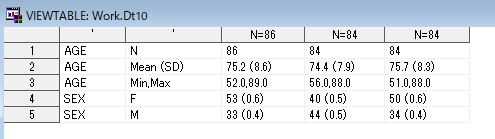 VIEWTABLE: Work.Dt10
' ' N=86 N=84 N=84
1 AGE N 86 84 84
2 AGE Mean (SD) 75.2 (8.6) 74.4 (7.9) 75.7 (8.3)
3 AGE Min,Max 52.0,89.0 56.0,88.0 51.0,88.0
4 SEX F 53 (0.6) 40 (0.5) 50 (0.6)
5 SEX M 33 (0.4) 44 (0.5) 34 (0.4)